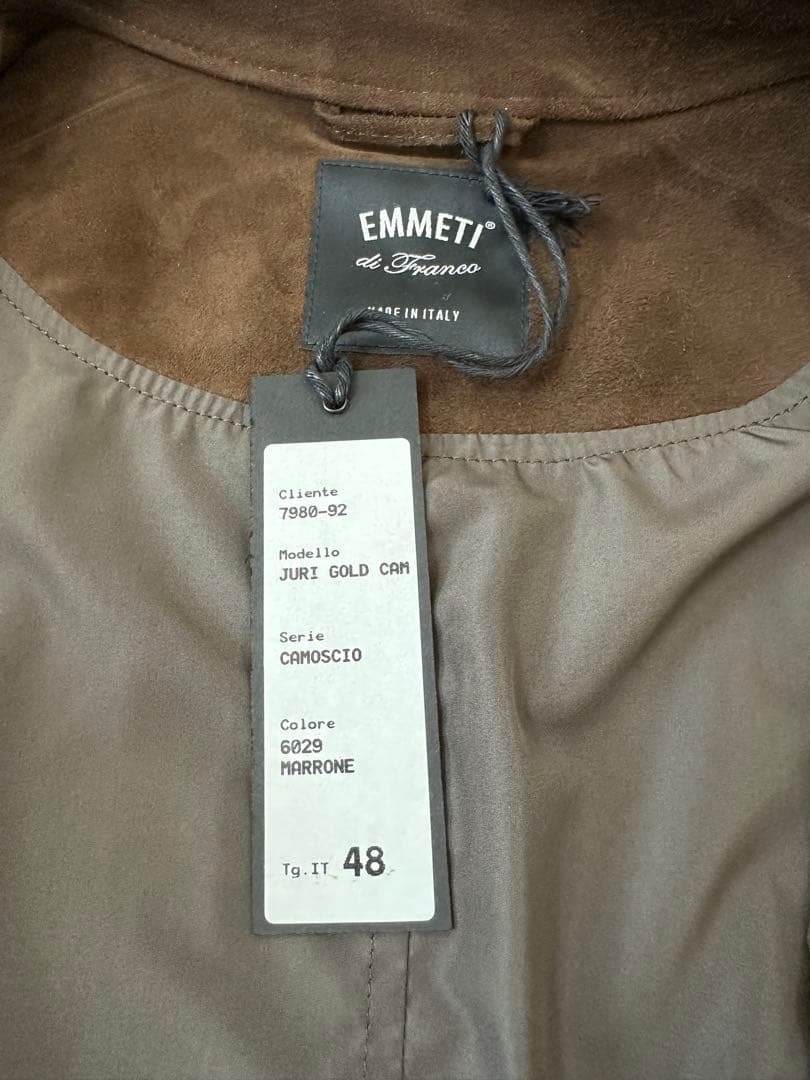 EMMETI®
di Franco
MADE IN ITALY
Cliente
7980-92
Modello
JURI GOLD CAM
Serie
CAMOSCIO
Colore
6029
MARRONE
Tg.IT 48